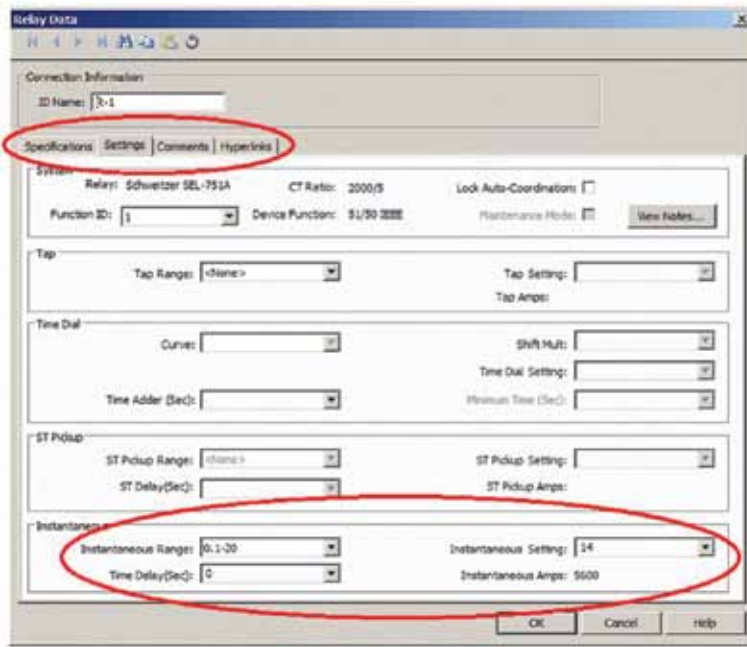 Relay Data
Connection Information
ID Name: R-1
Specifications Settings Comments Hyperlinks
System
Relay: Schweitzer SEL-751A CT Ratio: 2000/5 Lock Auto-Coordination:
Function ID: 1 Device Function: 51/50 IEEE Maintenance Mode: View Notes...
Tap
Tap Range: <None> Tap Setting:
Tap Amps:
Time Dial
Curve: Shift Mult:
Time Dial Setting:
Time Adder (Sec): Minimum Time (Sec):
ST Pickup
ST Pickup Range: <None> ST Pickup Setting:
ST Delay(Sec): ST Pickup Amps:
Instantaneous
Instantaneous Range: 0.1-20 Instantaneous Setting: 14
Time Delay(Sec): 0 Instantaneous Amps: 5600
OK Cancel Help